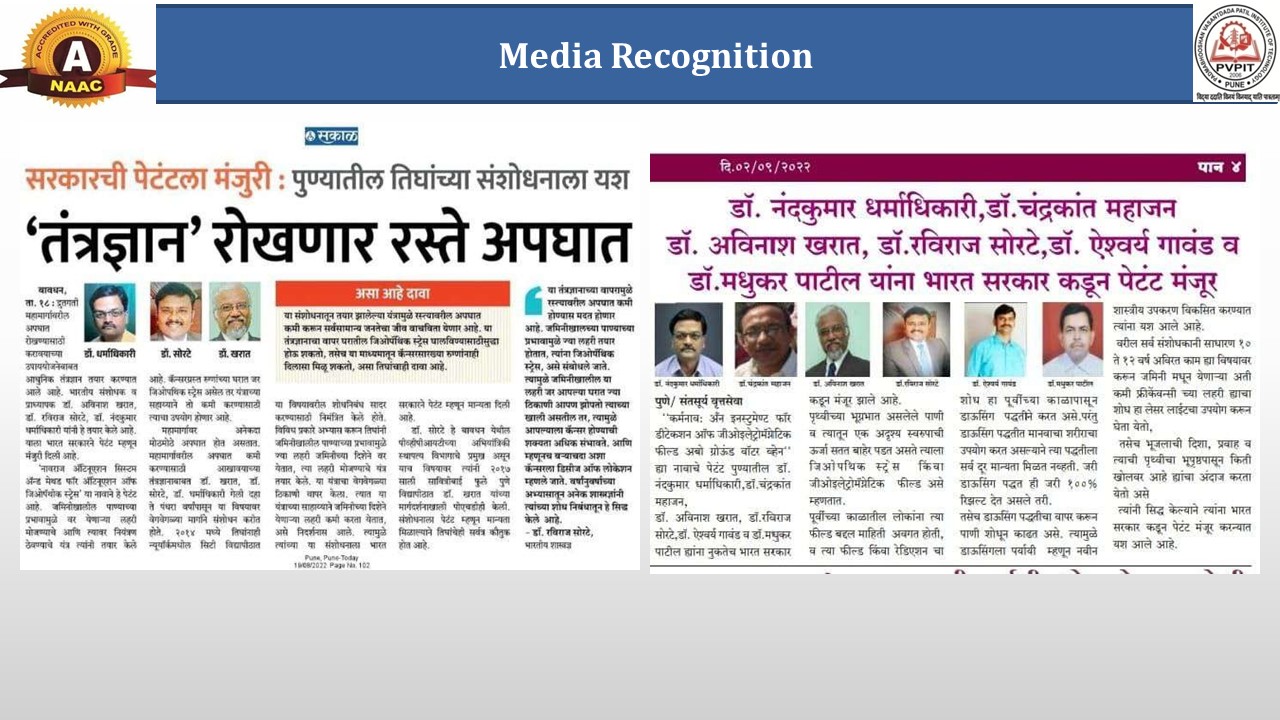 ACCREDITED WITH GRADE
A
NAAC
Media Recognition
PADMABHOOSHAN VASANTDADA PATIL INSTITUTE OF TECHNOLOGY
PVPIT
2006
PUNE
सकाळ
सरकारची पेटंटला मंजुरी : पुण्यातील तिघांच्या संशोधनाला यश
‘तंत्रज्ञान’ रोखणार रस्ते अपघात
बावधन,
ता. १८ : द्रुतगती
महामार्गावरील
अपघात
रोखण्यासाठी
करावयाच्या
उपाययोजनेबाबत
डॉ. धर्माधिकारी
डॉ. सोरटे
डॉ. खरात
आधुनिक तंत्रज्ञान तयार करण्यात
आले आहे. भारतीय संशोधक व
प्राध्यापक डॉ. अविनाश खरात,
डॉ. रविराज सोरटे, डॉ. नंदकुमार
धर्माधिकारी यांनी हे तयार केले आहे.
याला भारत सरकारने पेटंट म्हणून
मंजुरी दिली आहे.
‘नावराज अ‍ॅटिन्यूएशन सिस्टम
अ‍ॅन्ड मेथड फॉर अ‍ॅटिन्यूएशन ऑफ
जिओपॅथिक स्ट्रेस’ या नावाने हे पेटंट
आहे. जमिनीखालील पाण्याच्या
प्रभावामुळे वर येणाऱ्या लहरी
मोजण्याचे आणि त्यावर नियंत्रण
ठेवण्याचे यंत्र त्यांनी तयार केले
आहे. कॅन्सरग्रस्त रुग्णांच्या घरात जर
जिओपथिक स्ट्रेस असेल तर यंत्राच्या
सहाय्याने तो कमी करण्यासाठी
त्याचा उपयोग होणार आहे.
महामार्गावर अनेकदा
मोठमोठे अपघात होत असतात.
महामार्गावरील अपघात कमी
करण्यासाठी आखावयाच्या
तंत्रज्ञानाबाबत डॉ. खरात, डॉ.
सोरटे, डॉ. धर्माधिकारी गेली दहा
ते पंधरा वर्षांपासून या विषयावर
वेगवेगळ्या मार्गाने संशोधन करीत
होते. २०१४ मध्ये तिघांनाही
न्यूयॉर्कमधील सिटी विद्यापीठात
असा आहे दावा
या संशोधनातून तयार झालेल्या यंत्रामुळे रस्त्यावरील अपघात
कमी करून सर्वसामान्य जनतेचा जीव वाचविता येणार आहे. या
तंत्रज्ञानाचा वापर घरातील जिओपॅथिक स्ट्रेस घालविण्यासाठीसुद्धा
होऊ शकतो, तसेच या माध्यमातून कॅन्सरसारख्या रुग्णांनाही
दिलासा मिळू शकतो, असा तिघांचाही दावा आहे.
या विषयावरील शोधनिबंध सादर
करण्यासाठी निमंत्रित केले होते.
विविध प्रकारे अभ्यास करून तिघांनी
जमिनीखालील पाण्याच्या प्रभावामुळे
ज्या लहरी जमिनीच्या दिशेने वर
येतात, त्या लहरी मोजण्याचे यंत्र
तयार केले. या यंत्राचा वेगवेगळ्या
ठिकाणी वापर केला. त्यात या
यंत्राच्या साहय्याने जमिनीच्या दिशेने
येणाऱ्या लहरी कमी करता येतात,
असे निदर्शनास आले. त्यामुळे
त्यांच्या या संशोधनाला भारत
सरकारने पेटंट म्हणून मान्यता दिली
आहे.
डॉ. सोरटे हे बावधन येथील
पीव्हीपीआयटीच्या अभियांत्रिकी
स्थापत्य विभागाचे प्रमुख असून
याच विषयावर त्यांनी २०१७
साली सावित्रीबाई फुले पुणे
विद्यापीठात डॉ. खरात यांच्या
मार्गदर्शनाखाली पीएचडीही केली.
संशोधनाला पेटंट म्हणून मान्यता
मिळाल्याने तिघांचेही सर्वत्र कौतुक
होत आहे.
या तंत्रज्ञानाच्या वापरामुळे
रस्त्यावरील अपघात कमी
होण्यास मदत होणार
आहे. जमिनीखालच्या पाण्याच्या
प्रभावामुळे ज्या लहरी तयार
होतात, त्यांना जिओपॅथिक
स्ट्रेस, असे संबोधले जाते.
त्यामुळे जमिनीखालील या
लहरी जर आपल्या घरात ज्या
ठिकाणी आपण झोपतो त्याच्या
खाली असतील तर, त्यामुळे
आपल्याला कॅन्सर होण्याची
शक्यता अधिक संभावते. आणि
म्हणूनच बऱ्याचदा अशा
कॅन्सरला डिसीज ऑफ लोकेशन
म्हणले जाते. वर्षानुवर्षाच्या
अभ्यासातून अनेक शास्त्रज्ञांनी
त्यांच्या शोध निबंधातून हे सिद्ध
केले आहे.
- डॉ. रविराज सोरटे,
भारतीय शास्त्रज्ञ
Pune, Pune-Today
19/09/2022 Page No. 102
दि.०२/०९/२०२२
पान ४
डॉ. नंदकुमार धर्माधिकारी,डॉ.चंद्रकांत महाजन
डॉ. अविनाश खरात, डॉ.रविराज सोरटे,डॉ. ऐश्वर्य गावंड व
डॉ.मधुकर पाटील यांना भारत सरकार कडून पेटंट मंजूर
डॉ. नंदकुमार धर्माधिकारी
डॉ. चंद्रकांत महाजन
डॉ. अविनाश खरात
डॉ.रविराज सोरटे
डॉ. ऐश्वर्य गावंड
डॉ.मधुकर पाटील
पुणे/ संतसूर्य वृत्तसेवा
“कर्मनावः अ‍ॅन इनस्ट्रुमेण्ट फॉर
डीटेकशन ऑफ जीओइलेट्रोमॅग्नेटिक
फील्ड अबो ग्रोऊंड वॉटर व्हेन”
ह्या नावाचे पेटंट पुण्यातील डॉ.
नंदकुमार धर्माधिकारी,डॉ.चंद्रकांत
महाजन,
डॉ. अविनाश खरात, डॉ.रविराज
सोरटे,डॉ. ऐश्वर्य गावंड व डॉ.मधुकर
पाटील ह्यांना नुकतेच भारत सरकार
कडून मंजूर झाले आहे.
पृथ्वीच्या भूग्रभात असलेले पाणी
व त्यातून एक अदृश्य स्वरुपाची
ऊर्जा सतत बाहेर पडत असते त्याला
जिओपथिक स्ट्रेस किंवा
जीओइलेट्रोमॅग्नेटिक फील्ड असे
म्हणतात.
पूर्वीच्या काळातील लोकांना त्या
फील्ड बद्दल माहिती अवगत होती,
व त्या फील्ड किंवा रेडिएशन चा
शोध हा पूर्वीच्या काळापासून
डाऊसिंग पद्धतीने करत असे.परंतु
डाऊसिंग पद्धतीत मानवाचा शरीराचा
उपयोग करत असल्याने त्या पद्धतीला
सर्व दूर मान्यता मिळत नव्हती. जरी
डाऊसिंग पद्धत ही जरी १००%
रिझल्ट देत असले तरी.
तसेच डाऊसिंग पद्धतीचा वापर करून
पाणी शोधून काढत असे. त्यामुळे
डाऊसिंगला पर्यायी म्हणून नवीन
शास्त्रीय उपकरण विकसित करण्यात
त्यांना यश आले आहे.
वरील सर्व संशोधकानी साधारण १०
ते १२ वर्ष अविरत काम ह्या विषयावर
करून जमिनी मधून येणाऱ्या अती
कमी फ्रीकेंन्सी च्या लहरी ह्याचा
शोध हा लेसर लाईटचा उपयोग करून
घेता येतो,
तसेच भूजलाची दिशा, प्रवाह व
त्याची पृथ्वीचा भूपृष्ठपासून किती
खोलवर आहे ह्यांचा अंदाज करता
येतो असे
त्यांनी सिद्ध केल्याने त्यांना भारत
सरकार कडून पेटंट मंजूर करन्यात
यश आले आहे.